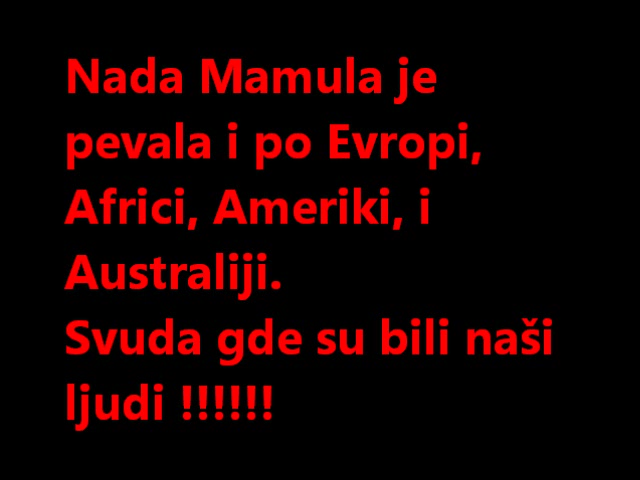 Nada Mamula je
pevala i po Evropi,
Africi, Ameriki, i
Australiji.
Svuda gde su bili naši
ljudi !!!!!!